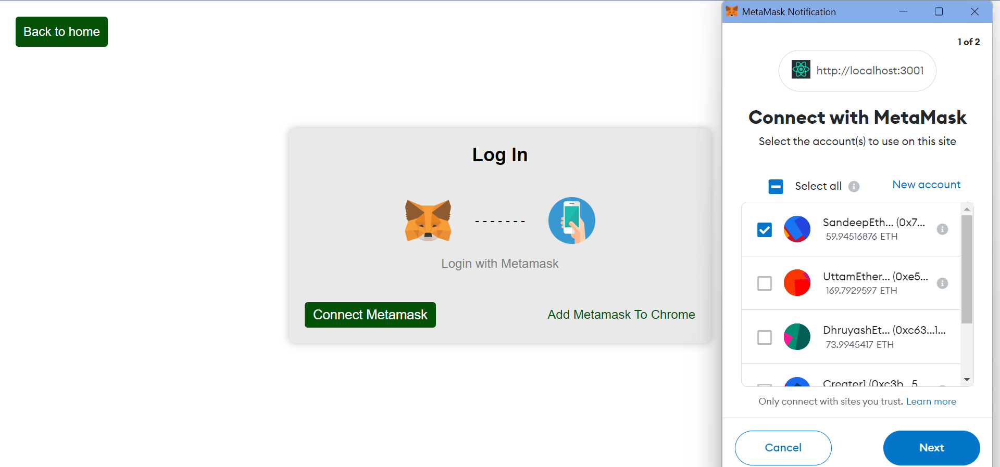 Back to home
Log In
- - - - - - -
Login with Metamask
Connect Metamask
Add Metamask To Chrome
MetaMask Notification
1 of 2
http://localhost:3001
Connect with MetaMask
Select the account(s) to use on this site
Select all
New account
SandeepEth... (0x7...
59.94516876 ETH
UttamEther... (0xe5...
169.7929597 ETH
DhruyashEt... (0xc63...1...
73.9945417 ETH
Creater1 (0xc3b...5
Only connect with sites you trust. Learn more
Cancel
Next